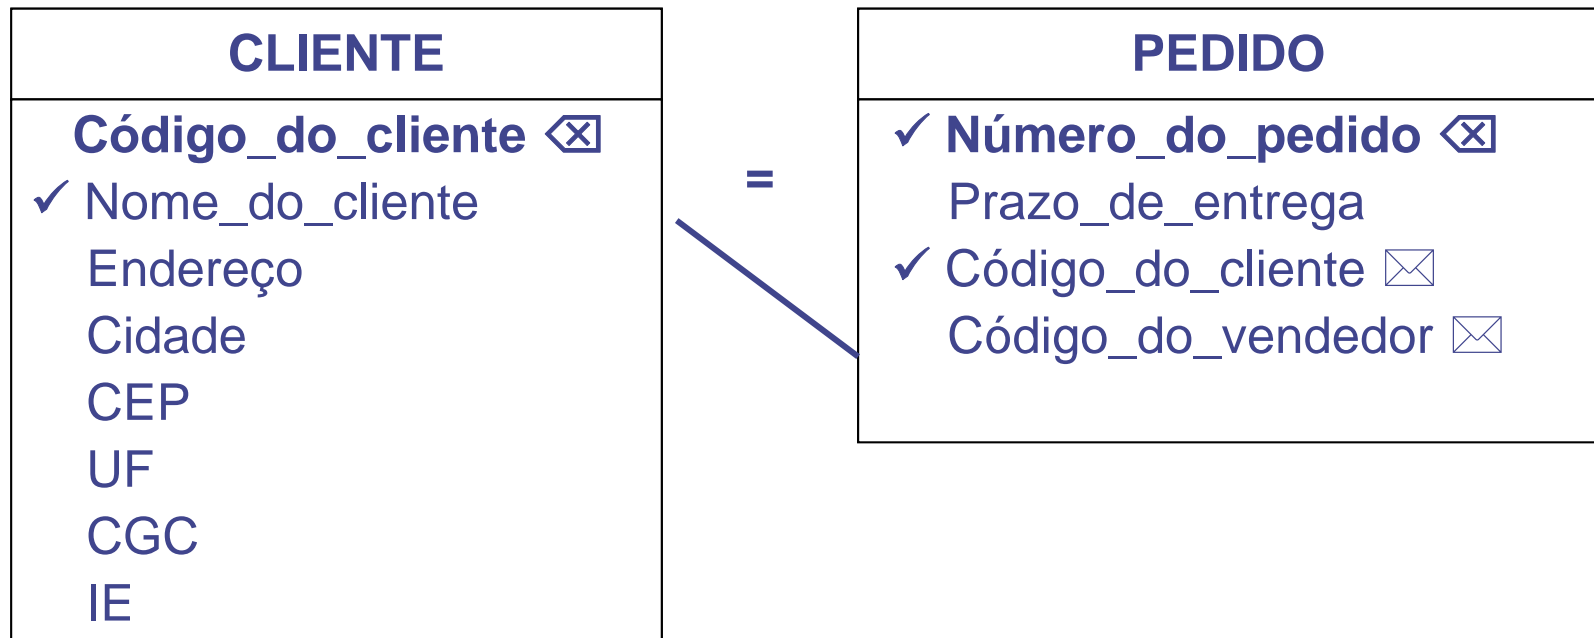 CLIENTE
Código_do_cliente ⌫
✓ Nome_do_cliente
Endereço
Cidade
CEP
UF
CGC
IE
=
PEDIDO
✓ Número_do_pedido ⌫
Prazo_de_entrega
✓ Código_do_cliente ✉
Código_do_vendedor ✉